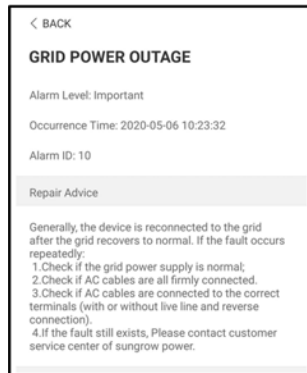 < BACK
GRID POWER OUTAGE
Alarm Level: Important
Occurrence Time: 2020-05-06 10:23:32
Alarm ID: 10
Repair Advice
Generally, the device is reconnected to the grid
after the grid recovers to normal. If the fault occurs
repeatedly:
1.Check if the grid power supply is normal;
2.Check if AC cables are all firmly connected.
3.Check if AC cables are connected to the correct
terminals (with or without live line and reverse
connection).
4.If the fault still exists, Please contact customer
service center of sungrow power.